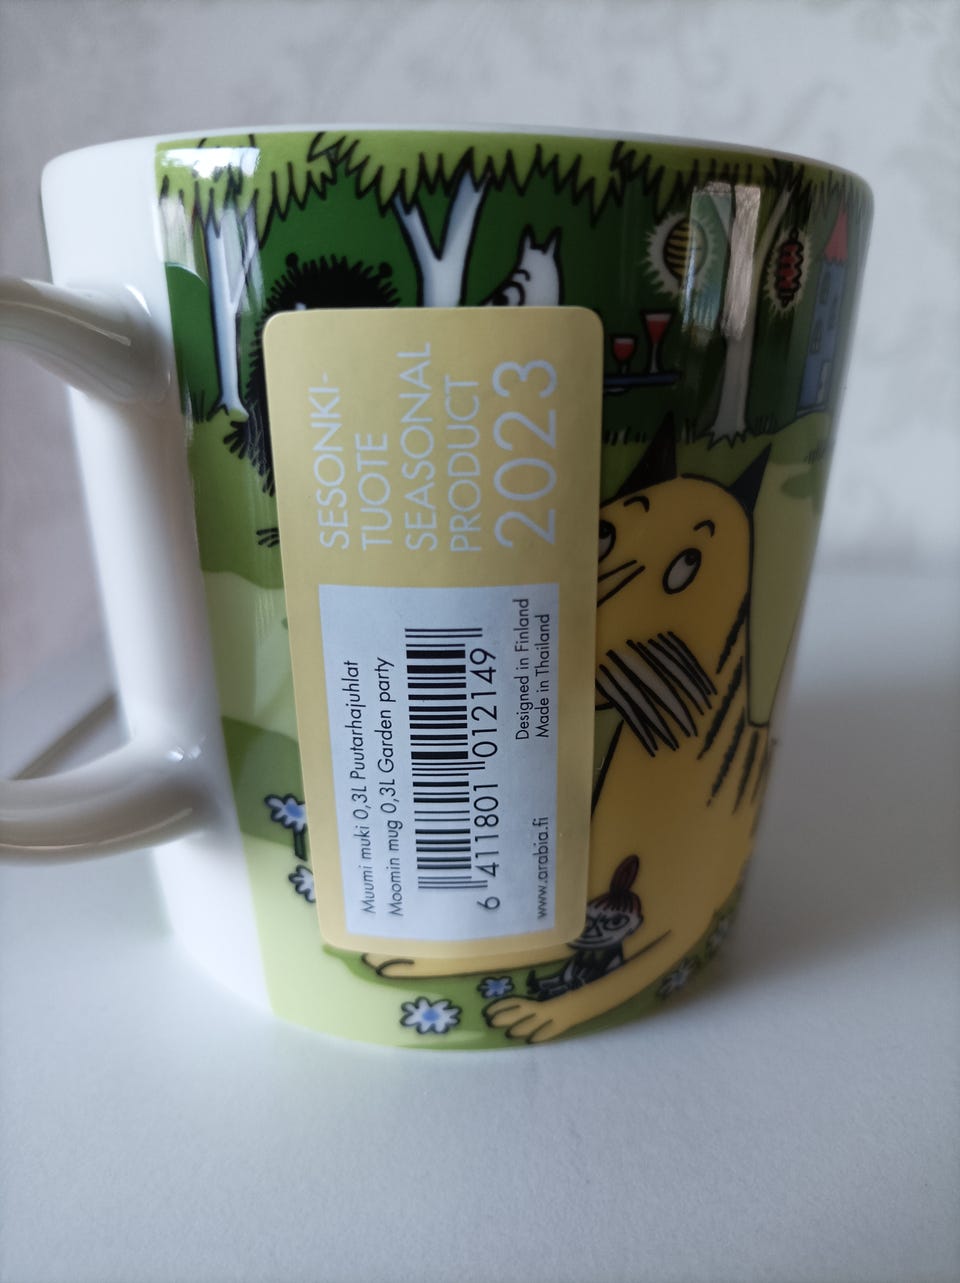 SESONKI-
TUOTE
SEASONAL
PRODUCT
2023
Muumi muki 0,3L Puutarhajuhlat
Moomin mug 0,3L Garden party
6 411801 012149
Designed in Finland
Made in Thailand
www.arabia.fi